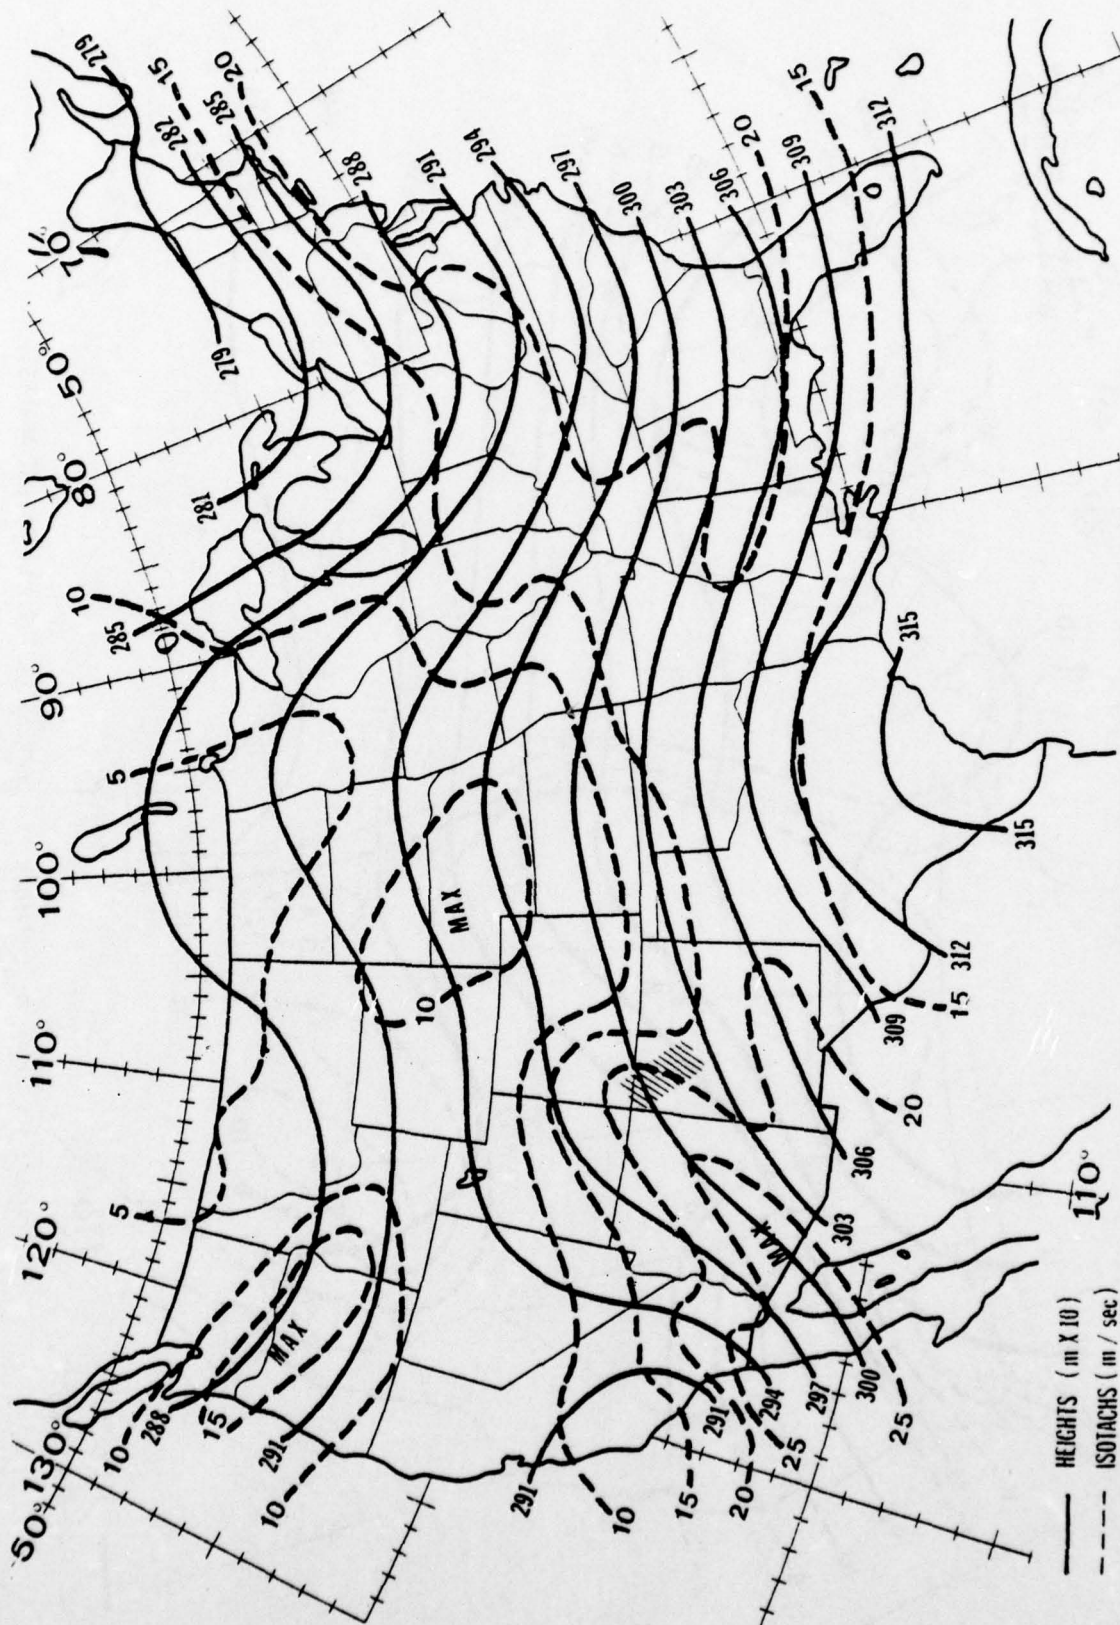 50° 130° 120° 110° 100° 90° 80° 50° 70°
10 288 5 5 285 10 279
15 0 281 279 282 15 285 20
10 291 MAX 288
10 MAX 291 294
291 297
10 300
15 291 303 306
20 294 MAX 20
25 297 303 309 15
300 306 312
25 20 309 315
15 312 315
110°
HEIGHTS (m X 10)
ISOTACHS (m / sec)